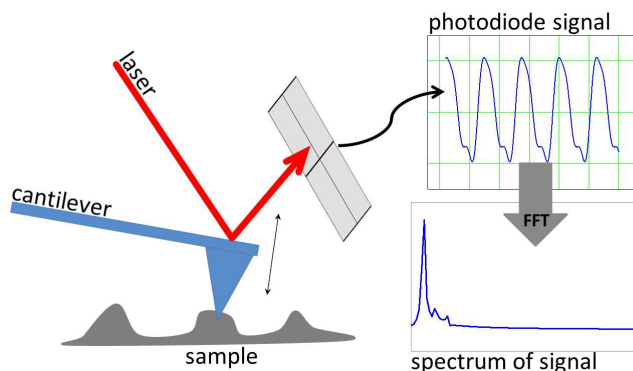 photodiode signal
laser
cantilever
FFT
sample
spectrum of signal